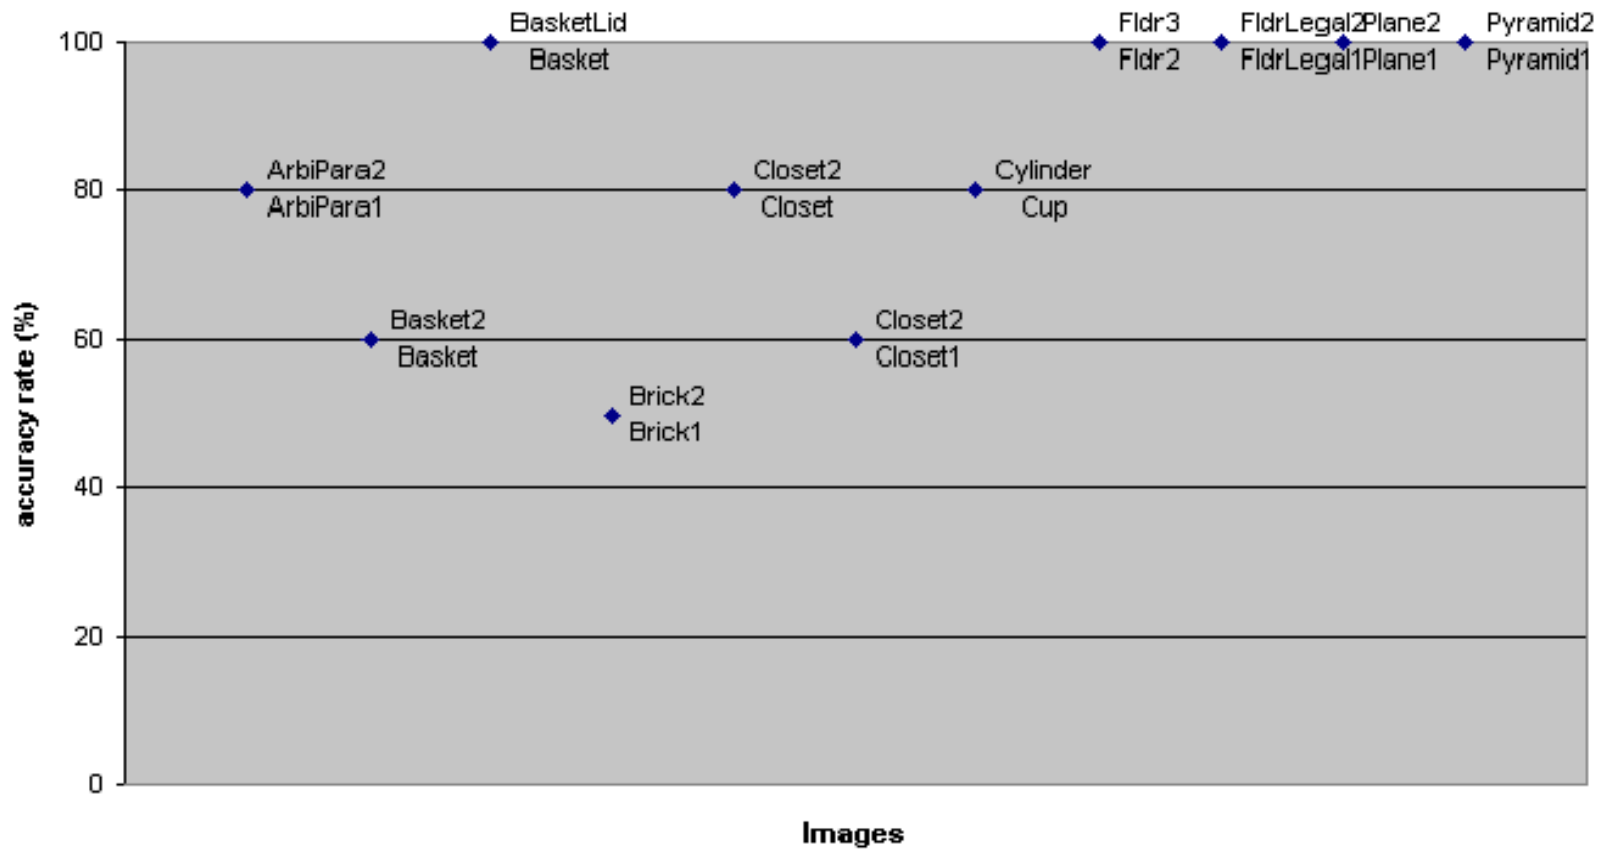 BasketLid
Basket
Fldr3
Fldr2
FldrLegal2
FldrLegal1
Plane2
Plane1
Pyramid2
Pyramid1
100
ArbiPara2
ArbiPara1
Closet2
Closet
Cylinder
Cup
80
Basket2
Basket
Closet2
Closet1
60
Brick2
Brick1
40
20
0
accuracy rate (%)
Images